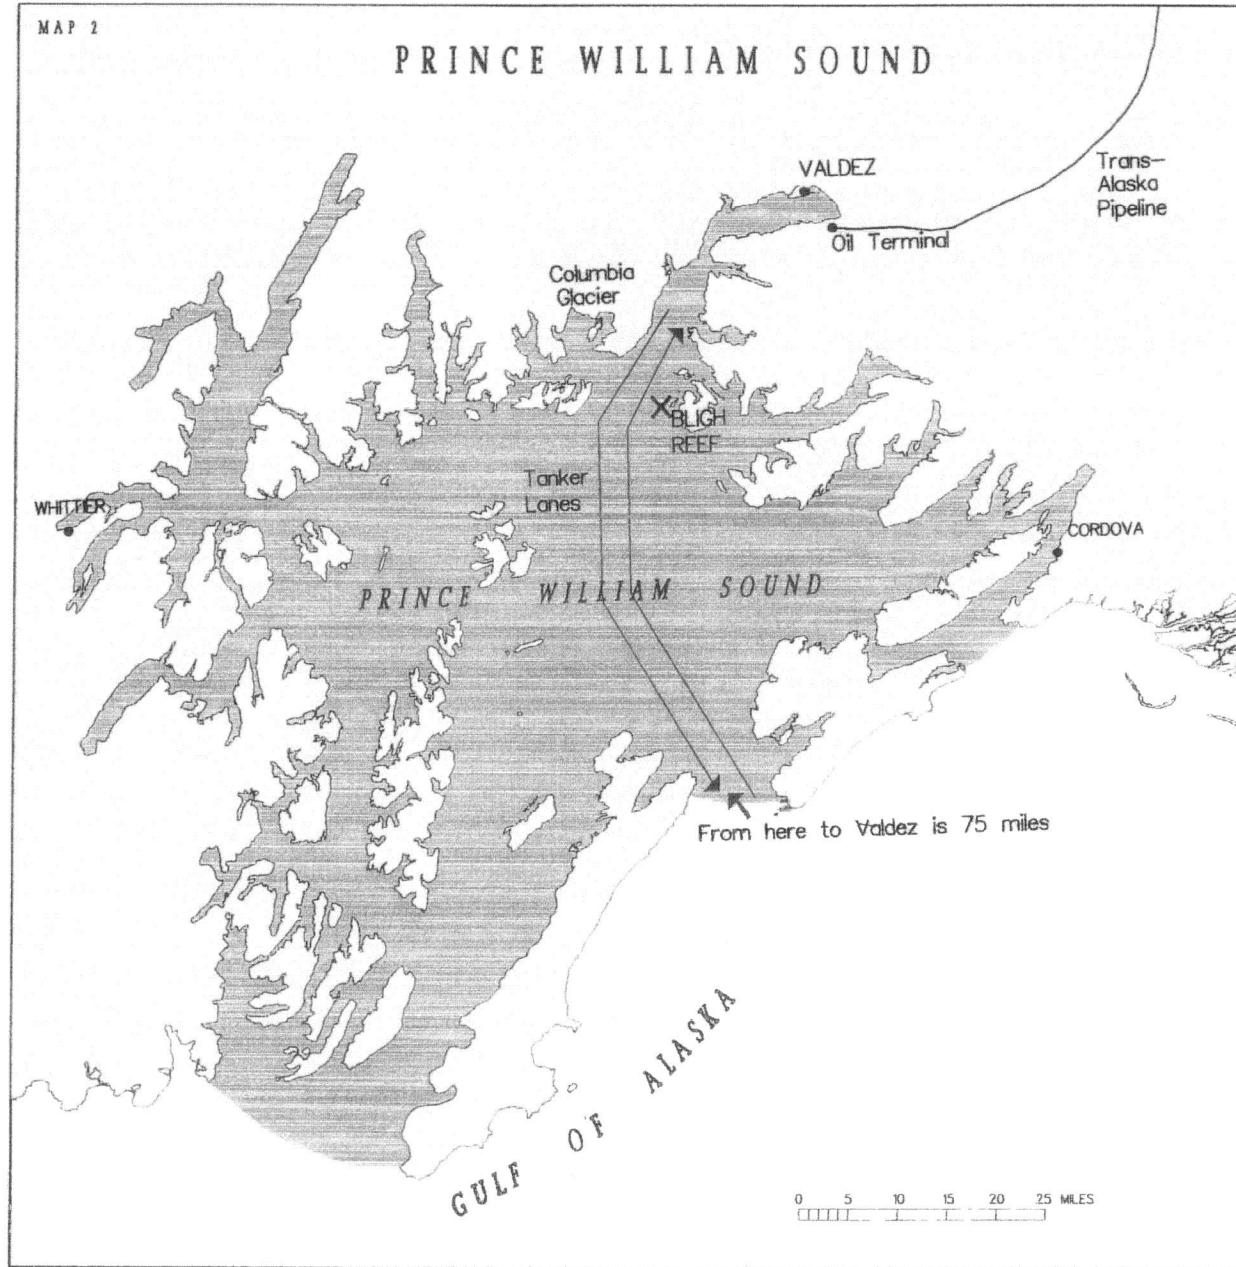 MAP 2
PRINCE WILLIAM SOUND
VALDEZ
Trans-
Alaska
Pipeline
Oil Terminal
Columbia
Glacier
BLIGH
REEF
Tanker
Lanes
WHITTIER
CORDOVA
PRINCE WILLIAM SOUND
From here to Valdez is 75 miles
GULF OF ALASKA
0 5 10 15 20 25 MILES